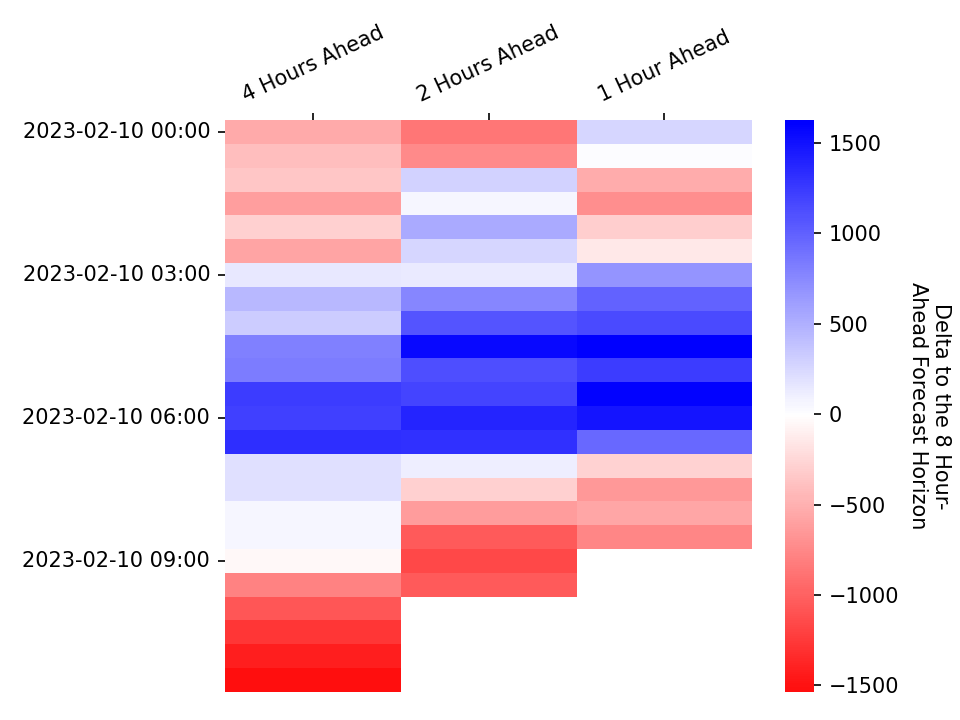 4 Hours Ahead
2 Hours Ahead
1 Hour Ahead
2023-02-10 00:00
2023-02-10 03:00
2023-02-10 06:00
2023-02-10 09:00
1500
1000
500
0
−500
−1000
−1500
Delta to the 8 Hour-
Ahead Forecast Horizon